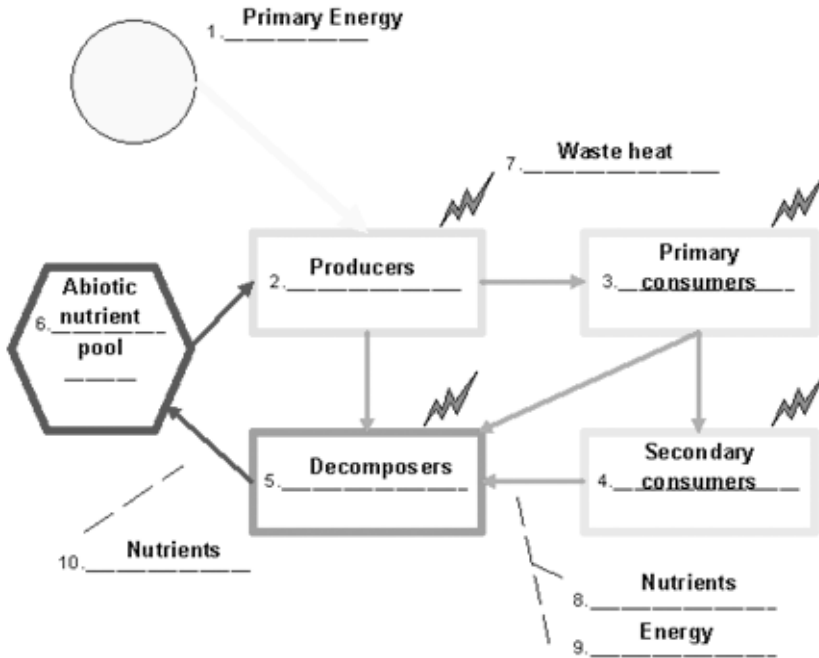 1. Primary Energy
7. Waste heat
2. Producers
3. Primary
consumers
6. Abiotic
nutrient
pool
5. Decomposers
4. Secondary
consumers
10. Nutrients
8. Nutrients
9. Energy